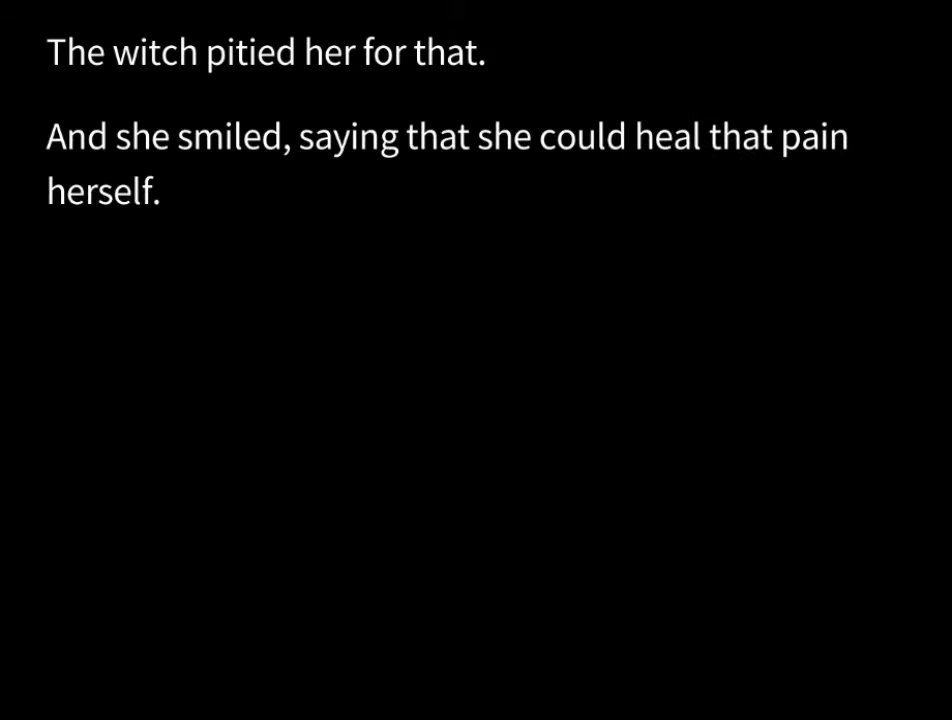 The witch pitied her for that.
And she smiled, saying that she could heal that pain
herself.